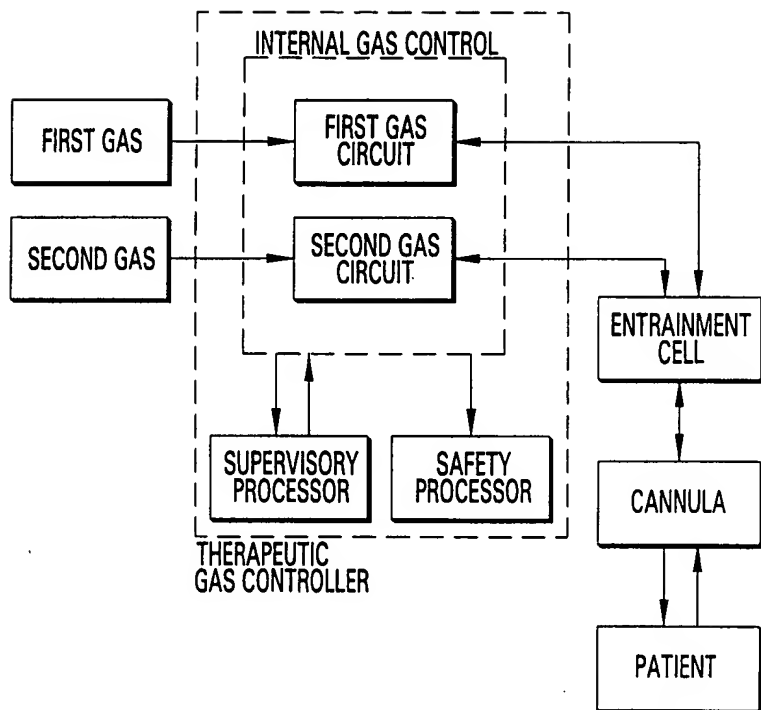 INTERNAL GAS CONTROL
FIRST GAS
FIRST GAS
CIRCUIT
SECOND GAS
SECOND GAS
CIRCUIT
ENTRAINMENT
CELL
SUPERVISORY
PROCESSOR
SAFETY
PROCESSOR
CANNULA
THERAPEUTIC
GAS CONTROLLER
PATIENT